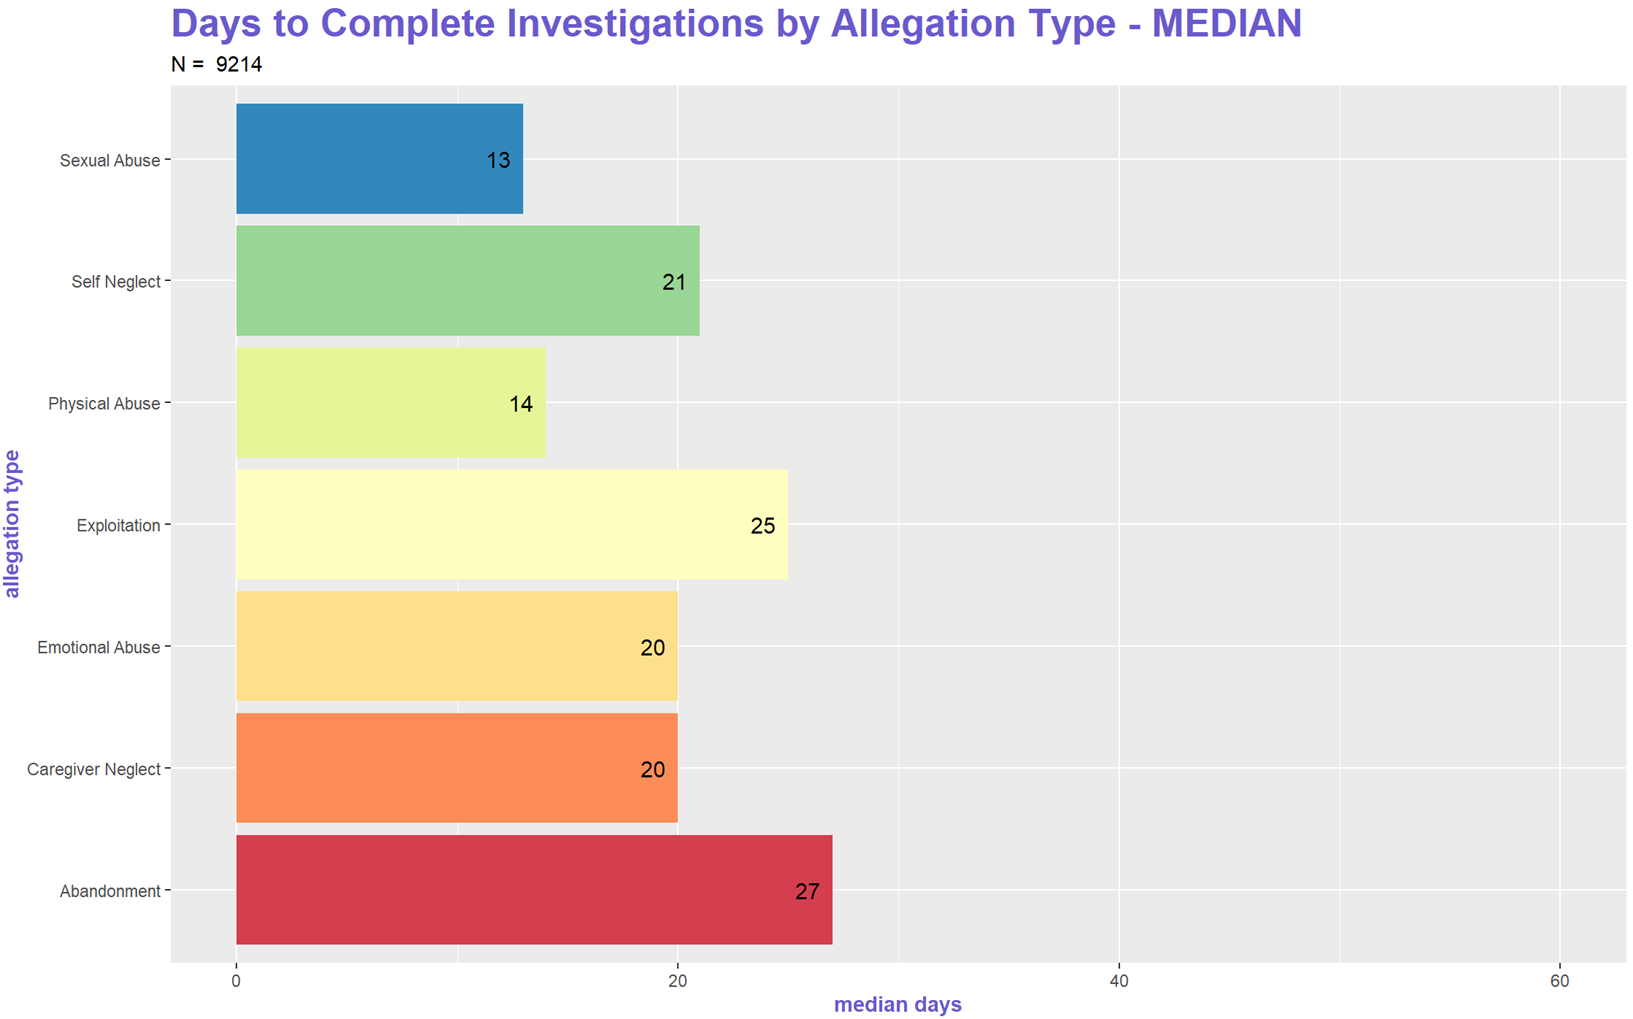 Days to Complete Investigations by Allegation Type - MEDIAN
N = 9214
allegation type
Sexual Abuse 13
Self Neglect 21
Physical Abuse 14
Exploitation 25
Emotional Abuse 20
Caregiver Neglect 20
Abandonment 27
0 20 40 60
median days